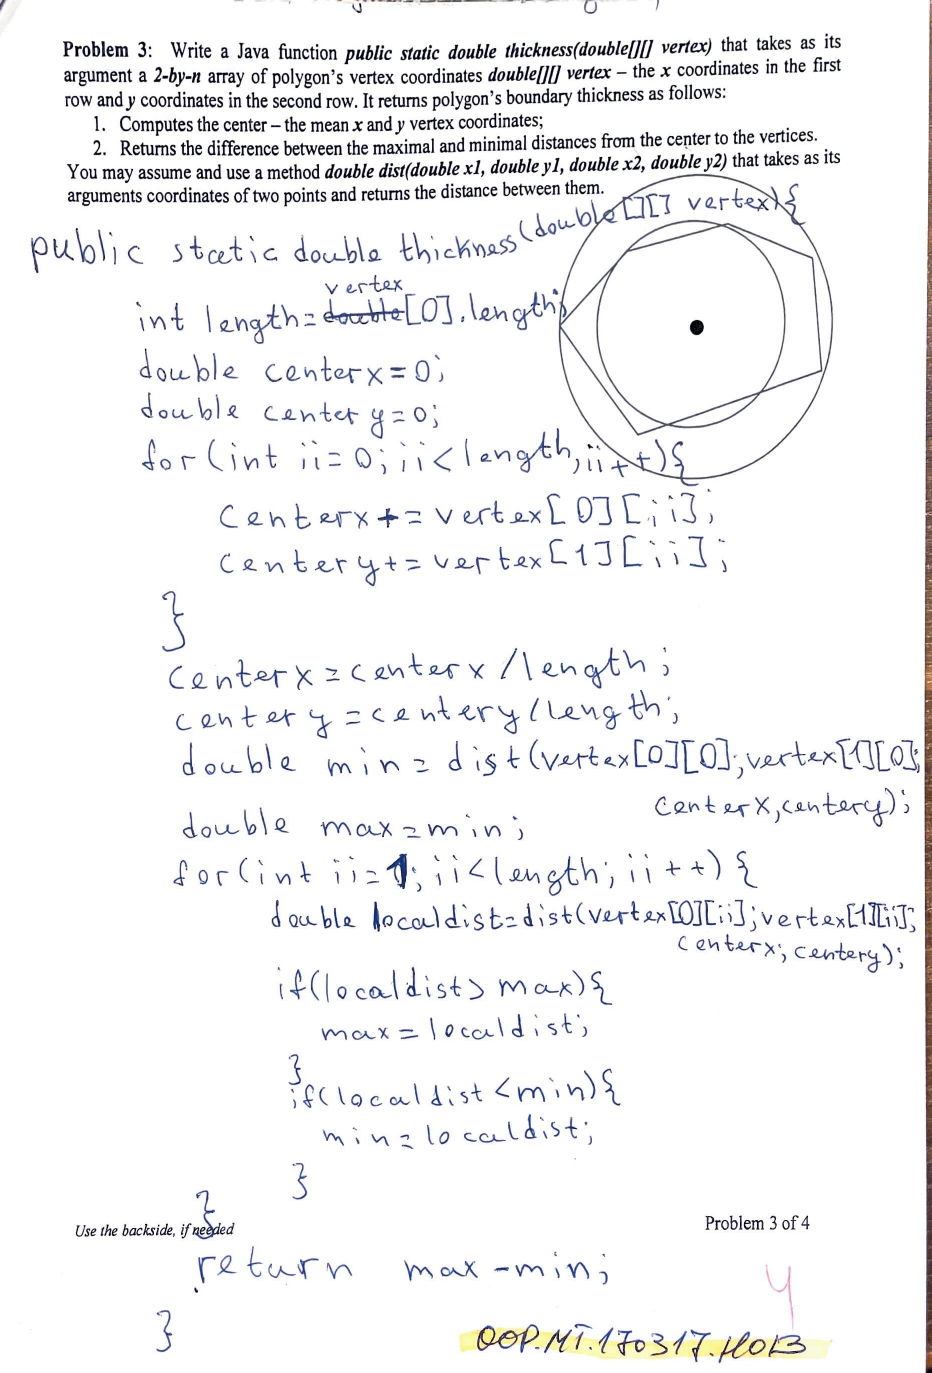 Problem 3: Write a Java function public static double thickness(double[][] vertex) that takes as its
argument a 2-by-n array of polygon's vertex coordinates double[][] vertex – the x coordinates in the first
row and y coordinates in the second row. It returns polygon's boundary thickness as follows:
1. Computes the center – the mean x and y vertex coordinates;
2. Returns the difference between the maximal and minimal distances from the center to the vertices.
You may assume and use a method double dist(double x1, double y1, double x2, double y2) that takes as its
arguments coordinates of two points and returns the distance between them.
public static double thickness(double[][] vertex){
vertex
int length=double[0].length;
double centerx=0;
double centery=0;
for(int ii=0;ii<length;ii++){
centerx+=vertex[0][ii];
centery+=vertex[1][ii];
}
centerx=centerx/length;
centery=centery/length;
double min=dist(vertex[0][0];vertex[1][0];
centerx,centery);
double max=min;
for(int ii=1;ii<length;ii++){
double localdist=dist(vertex[0][ii];vertex[1][ii];
centerx;centery);
if(localdist>max){
max=localdist;
}
if(localdist<min){
min=localdist;
}
}
Use the backside, if needed
Problem 3 of 4
return max-min;
4
}
OOP.MT.170317.H013